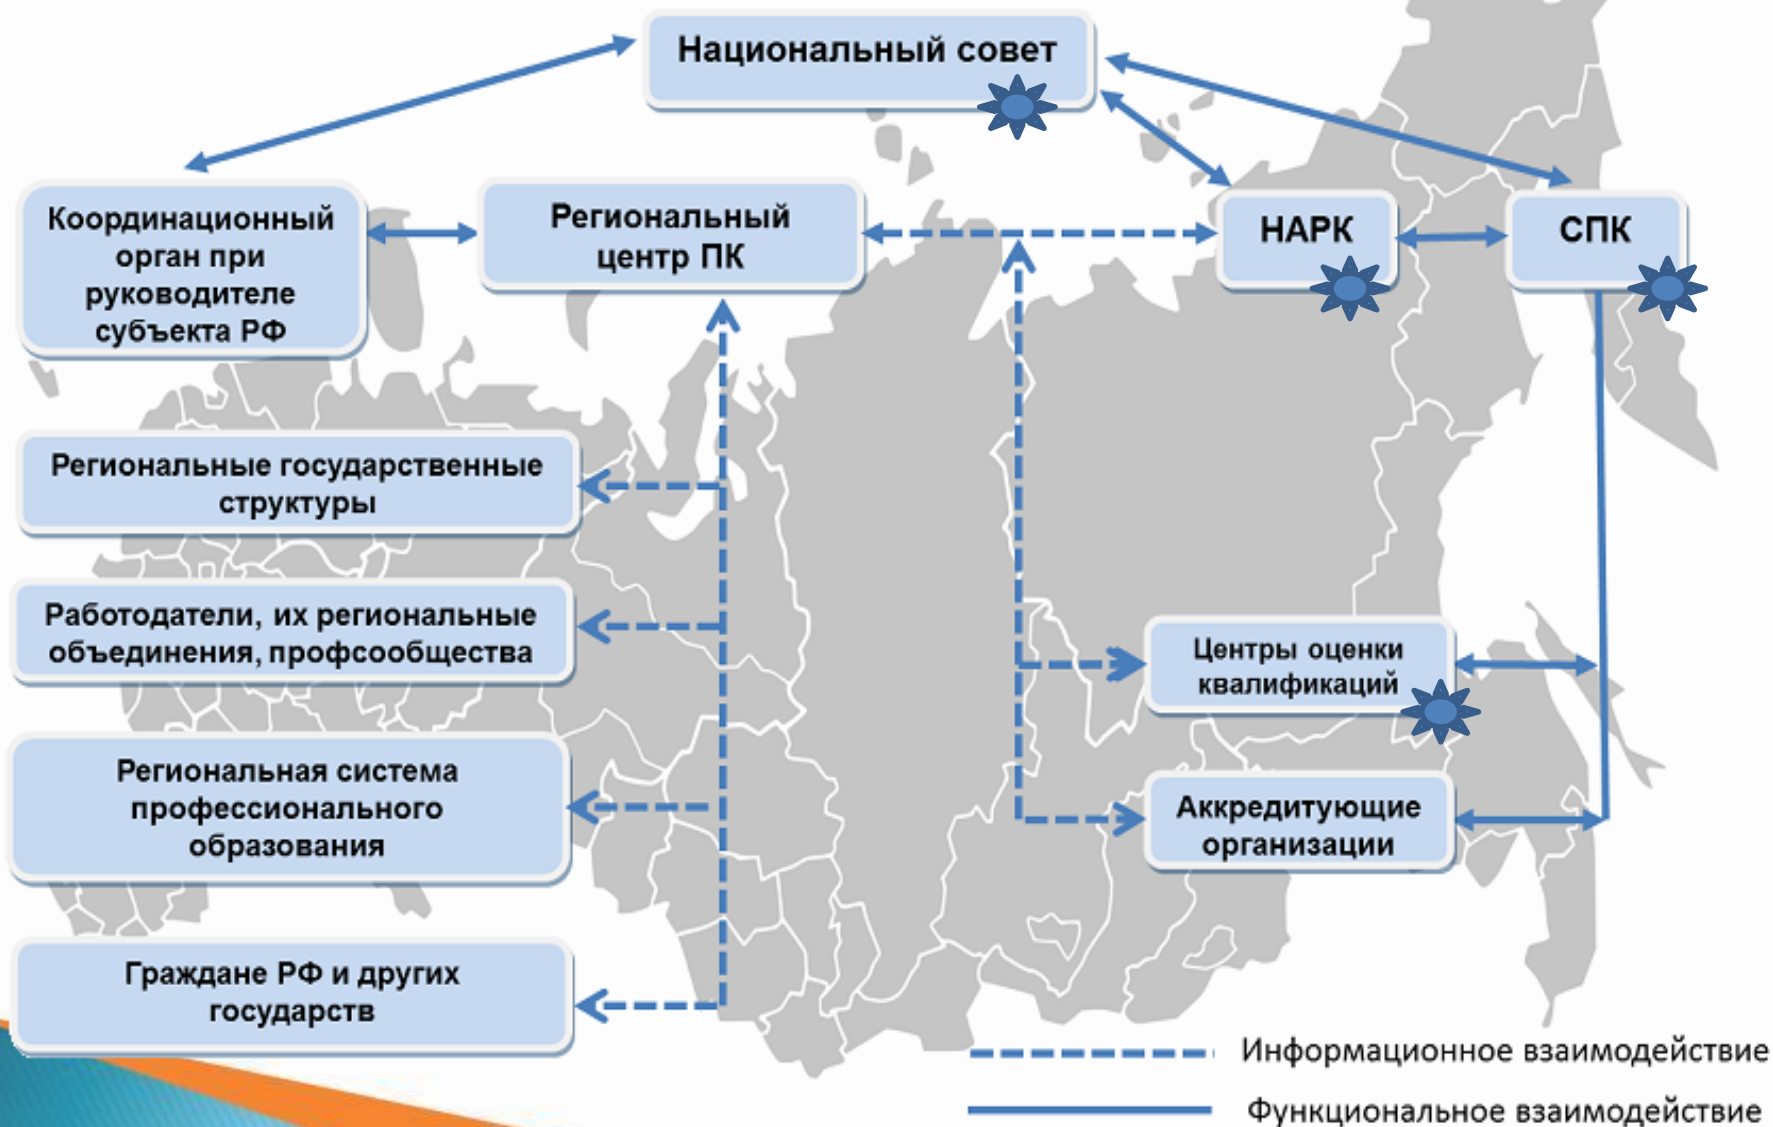 Национальный совет
Координационный
орган при
руководителе
субъекта РФ
Региональный
центр ПК
НАРК
СПК
Региональные государственные
структуры
Работодатели, их региональные
объединения, профсообщества
Региональная система
профессионального
образования
Граждане РФ и других
государств
Центры оценки
квалификаций
Аккредитующие
организации
Информационное взаимодействие
Функциональное взаимодействие